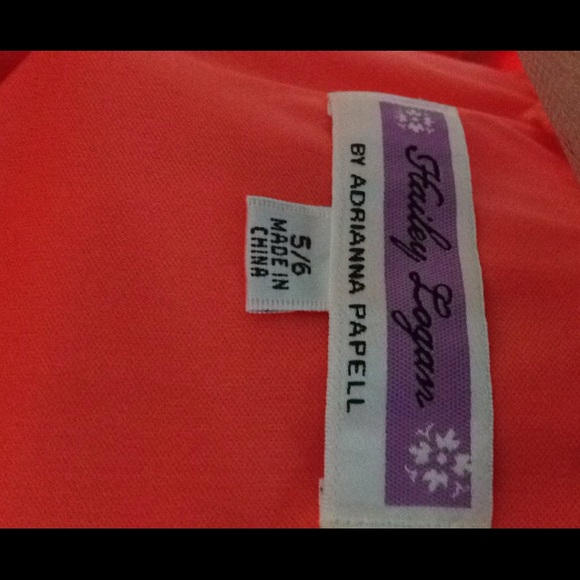 Hailey Logan
BY ADRIANNA PAPELL
5/6
MADE IN
CHINA